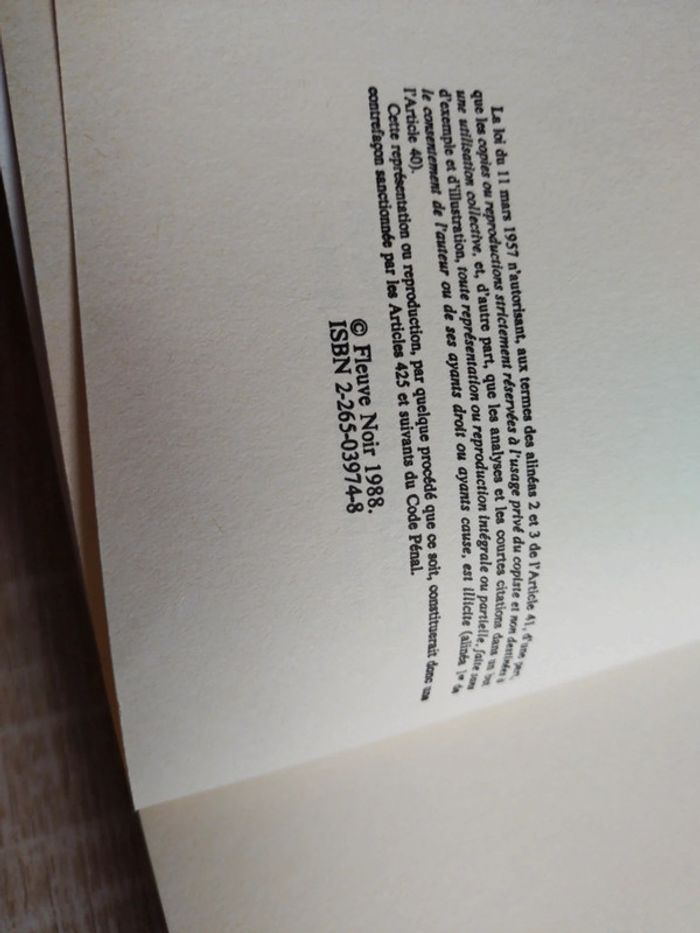 La loi du 11 mars 1957 n'autorisant, aux termes des alinéas 2 et 3 de l'Article 41, d'une part,
que les copies ou reproductions strictement réservées à l'usage privé du copiste et non destinées à
une utilisation collective, et, d'autre part, que les analyses et les courtes citations dans un but
d'exemple et d'illustration, toute représentation ou reproduction intégrale ou partielle, faite sans
le consentement de l'auteur ou de ses ayants droit ou ayants cause, est illicite (alinéa 1er de
l'Article 40).
Cette représentation ou reproduction, par quelque procédé que ce soit, constituerait donc une
contrefaçon sanctionnée par les Articles 425 et suivants du Code Pénal.
© Fleuve Noir 1988.
ISBN 2-265-03974-8